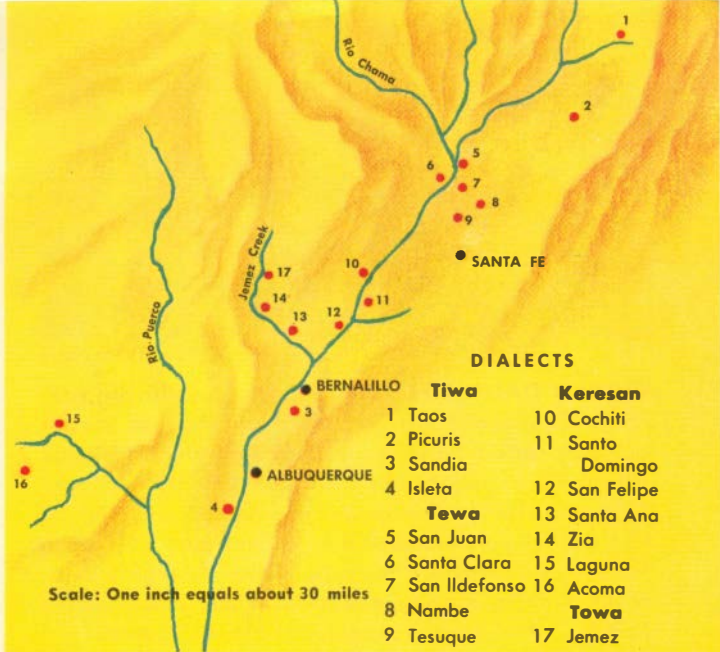 1
Rio Chama
2
5
6
7
8
9
SANTA FE
Jemez Creek
17
10
14
11
13
12
Rio Puerco
BERNALILLO
3
15
16
ALBUQUERQUE
4
Scale: One inch equals about 30 miles
DIALECTS
Tiwa
1 Taos
2 Picuris
3 Sandia
4 Isleta
Tewa
5 San Juan
6 Santa Clara
7 San Ildefonso
8 Nambe
9 Tesuque
Keresan
10 Cochiti
11 Santo
Domingo
12 San Felipe
13 Santa Ana
14 Zia
15 Laguna
16 Acoma
Towa
17 Jemez